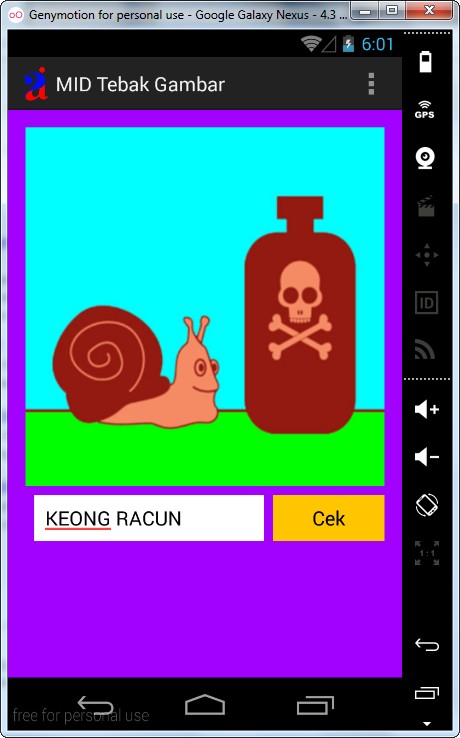 Genymotion for personal use - Google Galaxy Nexus - 4.3 ...
6:01
MID Tebak Gambar
GPS
ID
KEONG RACUN
Cek
1:1
free for personal use